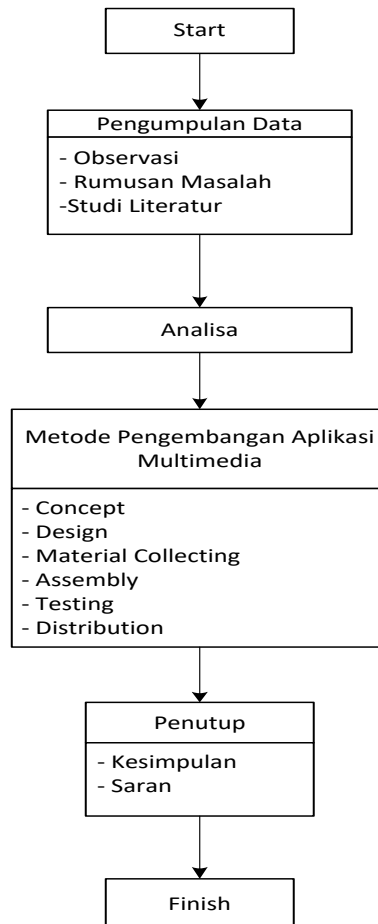 Start
Pengumpulan Data
- Observasi
- Rumusan Masalah
-Studi Literatur
Analisa
Metode Pengembangan Aplikasi
Multimedia
- Concept
- Design
- Material Collecting
- Assembly
- Testing
- Distribution
Penutup
- Kesimpulan
- Saran
Finish